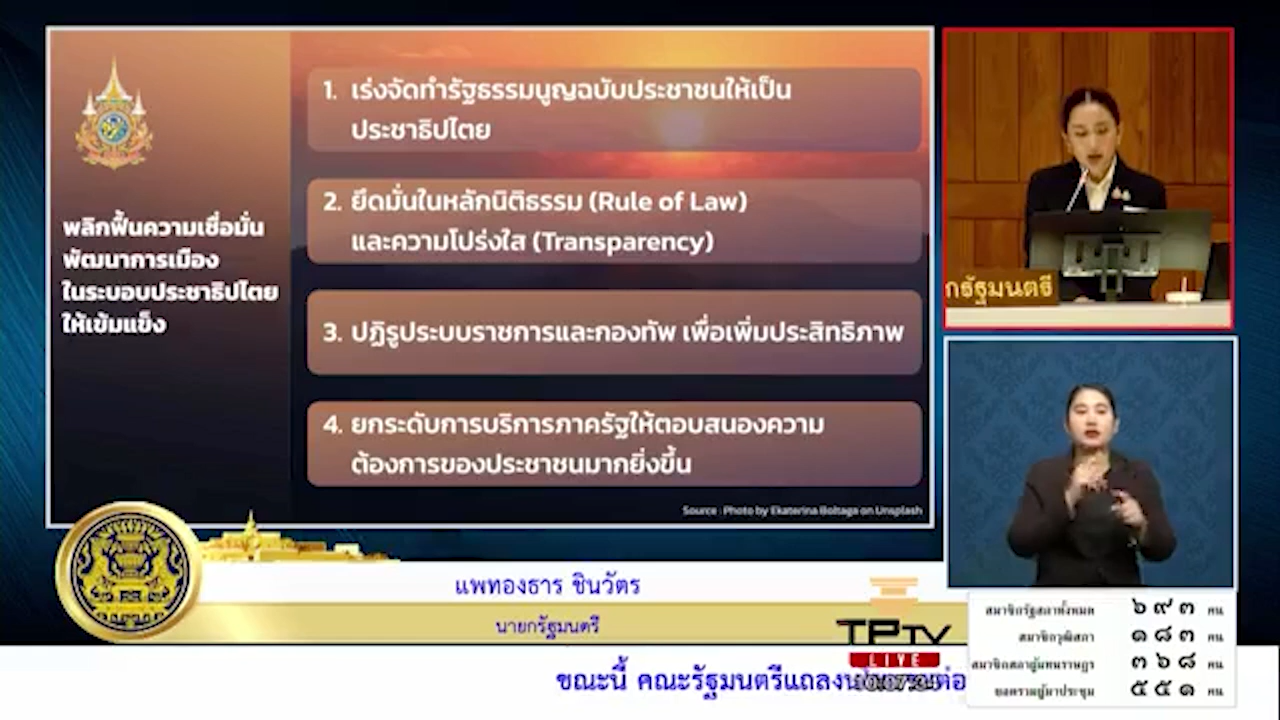 พลิกฟื้นความเชื่อมั่น
พัฒนาการเมือง
ในระบอบประชาธิปไตย
ให้เข้มแข็ง
1. เร่งจัดทำรัฐธรรมนูญฉบับประชาชนให้เป็น
ประชาธิปไตย
2. ยึดมั่นในหลักนิติธรรม (Rule of Law)
และความโปร่งใส (Transparency)
3. ปฏิรูประบบราชการและกองทัพ เพื่อเพิ่มประสิทธิภาพ
4. ยกระดับการบริการภาครัฐให้ตอบสนองความ
ต้องการของประชาชนมากยิ่งขึ้น
Source : Photo by Ekaterina Boltaga on Unsplash
กรัฐมนตรี
แพทองธาร ชินวัตร
นายกรัฐมนตรี
TPTV
LIVE
ขณะนี้ คณะรัฐมนตรีแถลงนโยบายต่อ
สมาชิกรัฐสภาทั้งหมด ๖๙๓ คน
สมาชิกวุฒิสภา ๑๘๓ คน
สมาชิกสภาผู้แทนราษฎร ๓๖๘ คน
ยอดรวมผู้มาประชุม ๕๕๑ คน